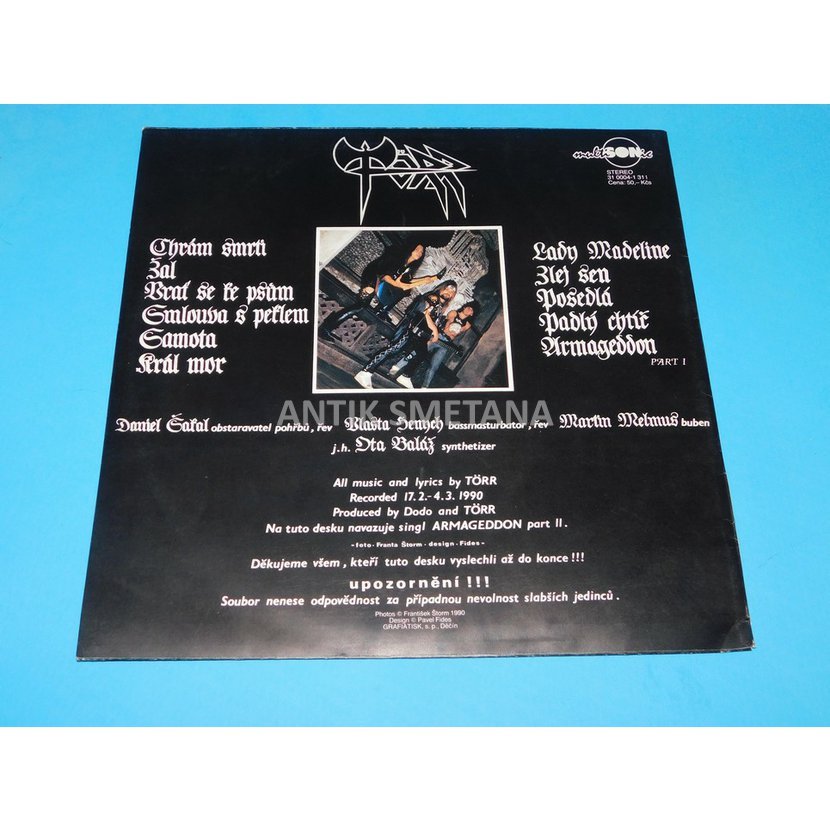 TÖRR
multiSONic
STEREO
31 0004-1 311
Cena: 50,- Kčs
Chrám smrti
Žal
Vrať se ke psům
Smlouva s peklem
Samota
Král mor
Lady Madeline
Zlej sen
Posedlá
Padlý chtíč
Armageddon
PART I
ANTIK SMETANA
Daniel Šakal obstaravatel pohřbů, řev Vlasta Henych bassmasturbator, řev Martin Melmus buben
j.h. Ota Baláž synthetizer
All music and lyrics by TÖRR
Recorded 17.2.-4.3. 1990
Produced by Dodo and TÖRR
Na tuto desku navazuje singl ARMAGEDDON part II.
-foto- Franta Štorm - design - Fides-
Děkujeme všem, kteří tuto desku vyslechli až do konce!!!
upozornění!!!
Soubor nenese odpovědnost za případnou nevolnost slabších jedinců.
Photos © František Štorm 1990
Design © Pavel Fides
GRAFIATISK, s.p., Děčín